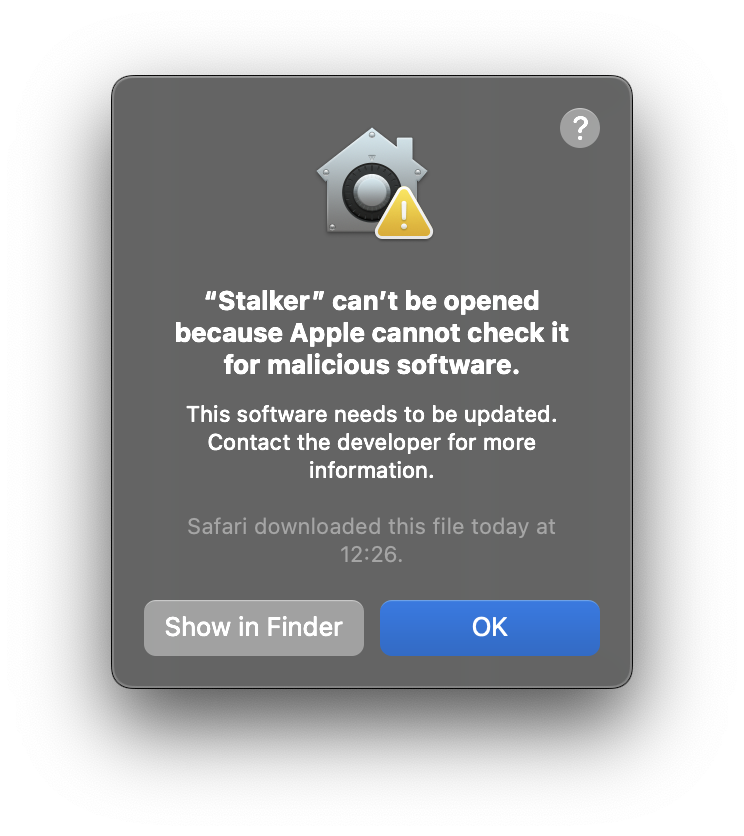 ?
“Stalker” can’t be opened
because Apple cannot check it
for malicious software.
This software needs to be updated.
Contact the developer for more
information.
Safari downloaded this file today at
12:26.
Show in Finder
OK